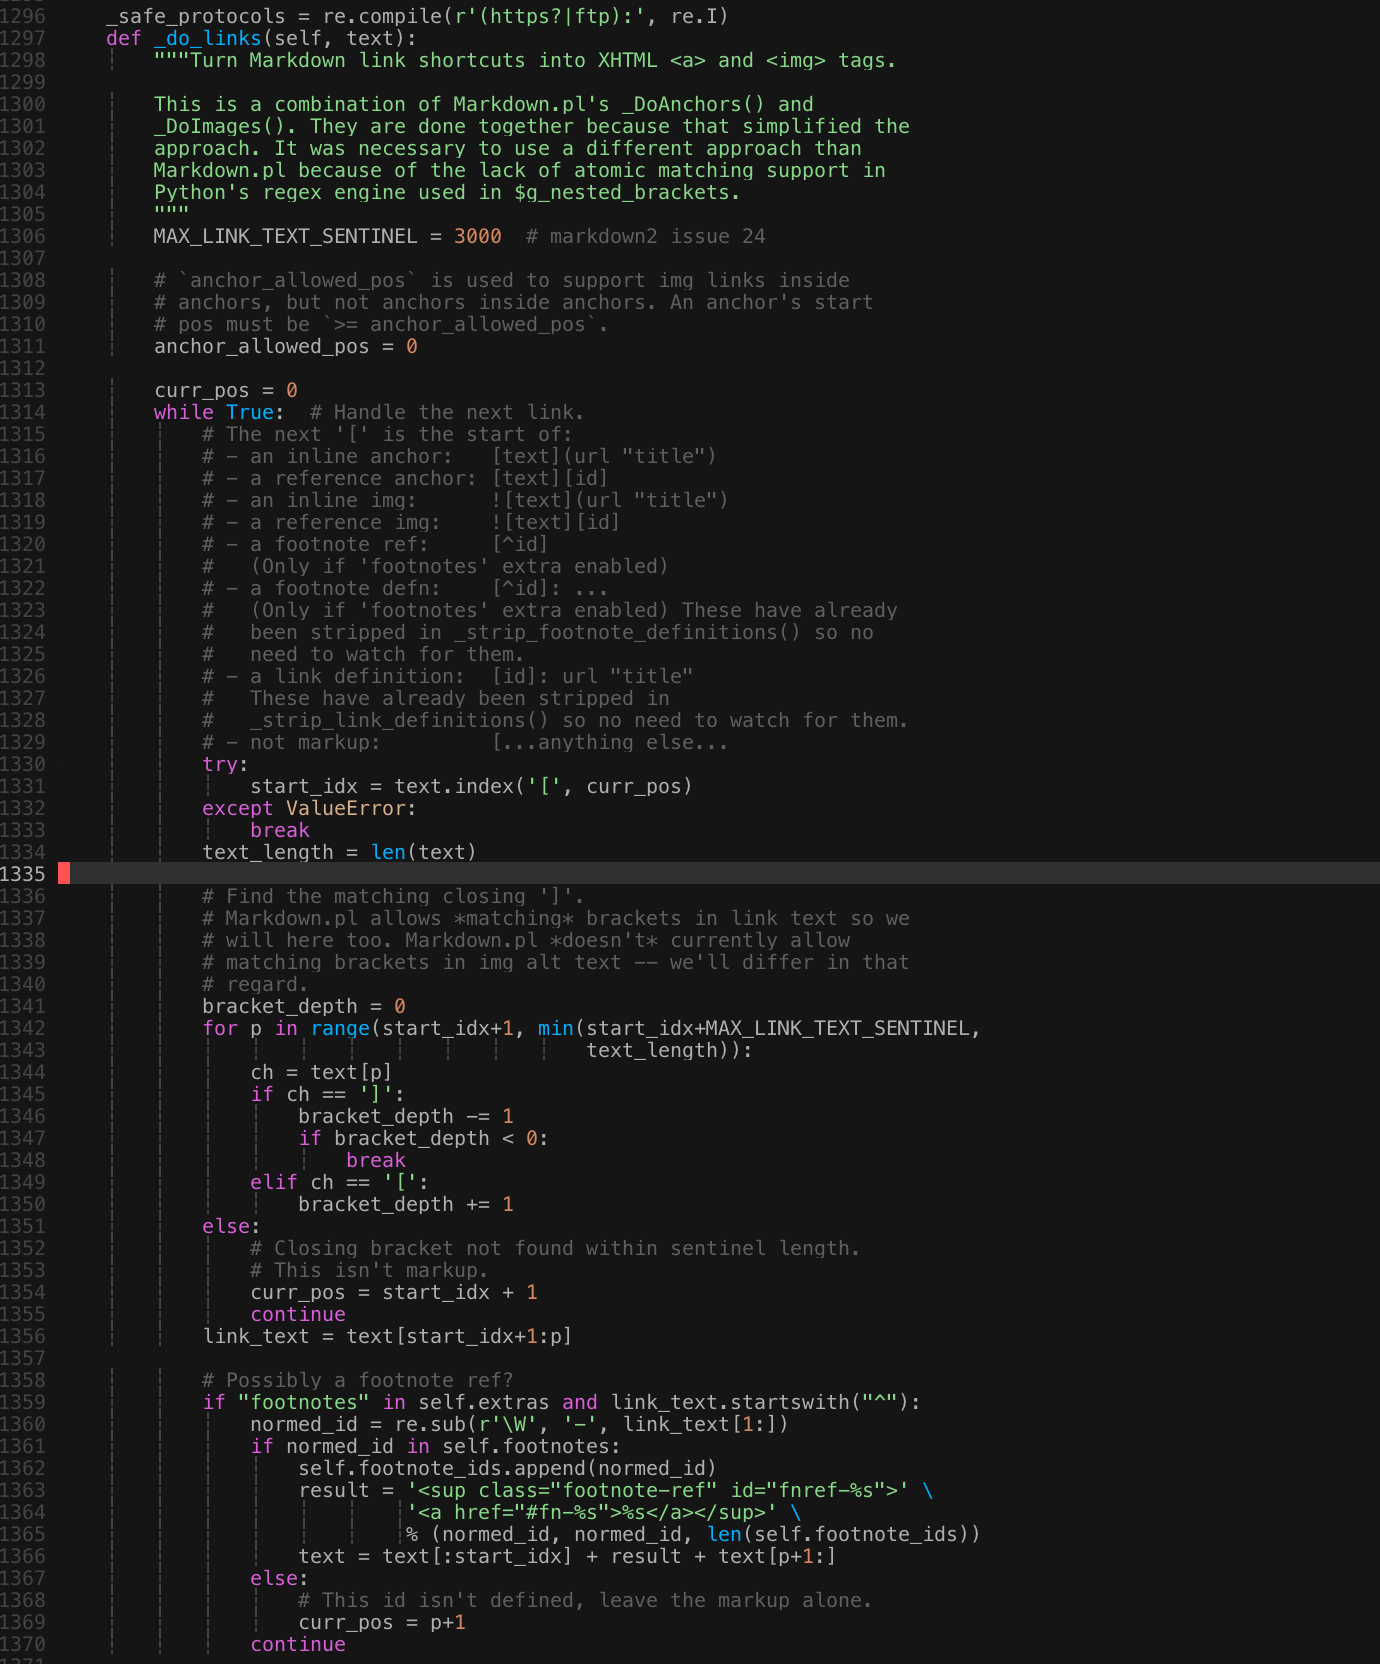 1296 _safe_protocols = re.compile(r'(https?|ftp):', re.I)
1297 def _do_links(self, text):
1298 """Turn Markdown link shortcuts into XHTML <a> and <img> tags.
1299
1300 This is a combination of Markdown.pl's _DoAnchors() and
1301 _DoImages(). They are done together because that simplified the
1302 approach. It was necessary to use a different approach than
1303 Markdown.pl because of the lack of atomic matching support in
1304 Python's regex engine used in $g_nested_brackets.
1305 """
1306 MAX_LINK_TEXT_SENTINEL = 3000  # markdown2 issue 24
1307
1308 # `anchor_allowed_pos` is used to support img links inside
1309 # anchors, but not anchors inside anchors. An anchor's start
1310 # pos must be `>= anchor_allowed_pos`.
1311 anchor_allowed_pos = 0
1312
1313 curr_pos = 0
1314 while True:  # Handle the next link.
1315 # The next '[' is the start of:
1316 # - an inline anchor:   [text](url "title")
1317 # - a reference anchor: [text][id]
1318 # - an inline img:      ![text](url "title")
1319 # - a reference img:    ![text][id]
1320 # - a footnote ref:     [^id]
1321 #   (Only if 'footnotes' extra enabled)
1322 # - a footnote defn:    [^id]: ...
1323 #   (Only if 'footnotes' extra enabled) These have already
1324 #   been stripped in _strip_footnote_definitions() so no
1325 #   need to watch for them.
1326 # - a link definition:  [id]: url "title"
1327 #   These have already been stripped in
1328 #   _strip_link_definitions() so no need to watch for them.
1329 # - not markup:         [...anything else...
1330 try:
1331 start_idx = text.index('[', curr_pos)
1332 except ValueError:
1333 break
1334 text_length = len(text)
1335
1336 # Find the matching closing ']'.
1337 # Markdown.pl allows *matching* brackets in link text so we
1338 # will here too. Markdown.pl *doesn't* currently allow
1339 # matching brackets in img alt text -- we'll differ in that
1340 # regard.
1341 bracket_depth = 0
1342 for p in range(start_idx+1, min(start_idx+MAX_LINK_TEXT_SENTINEL,
1343 text_length)):
1344 ch = text[p]
1345 if ch == ']':
1346 bracket_depth -= 1
1347 if bracket_depth < 0:
1348 break
1349 elif ch == '[':
1350 bracket_depth += 1
1351 else:
1352 # Closing bracket not found within sentinel length.
1353 # This isn't markup.
1354 curr_pos = start_idx + 1
1355 continue
1356 link_text = text[start_idx+1:p]
1357
1358 # Possibly a footnote ref?
1359 if "footnotes" in self.extras and link_text.startswith("^"):
1360 normed_id = re.sub(r'\W', '-', link_text[1:])
1361 if normed_id in self.footnotes:
1362 self.footnote_ids.append(normed_id)
1363 result = '<sup class="footnote-ref" id="fnref-%s">' \
1364 '<a href="#fn-%s">%s</a></sup>' \
1365 % (normed_id, normed_id, len(self.footnote_ids))
1366 text = text[:start_idx] + result + text[p+1:]
1367 else:
1368 # This id isn't defined, leave the markup alone.
1369 curr_pos = p+1
1370 continue
1371